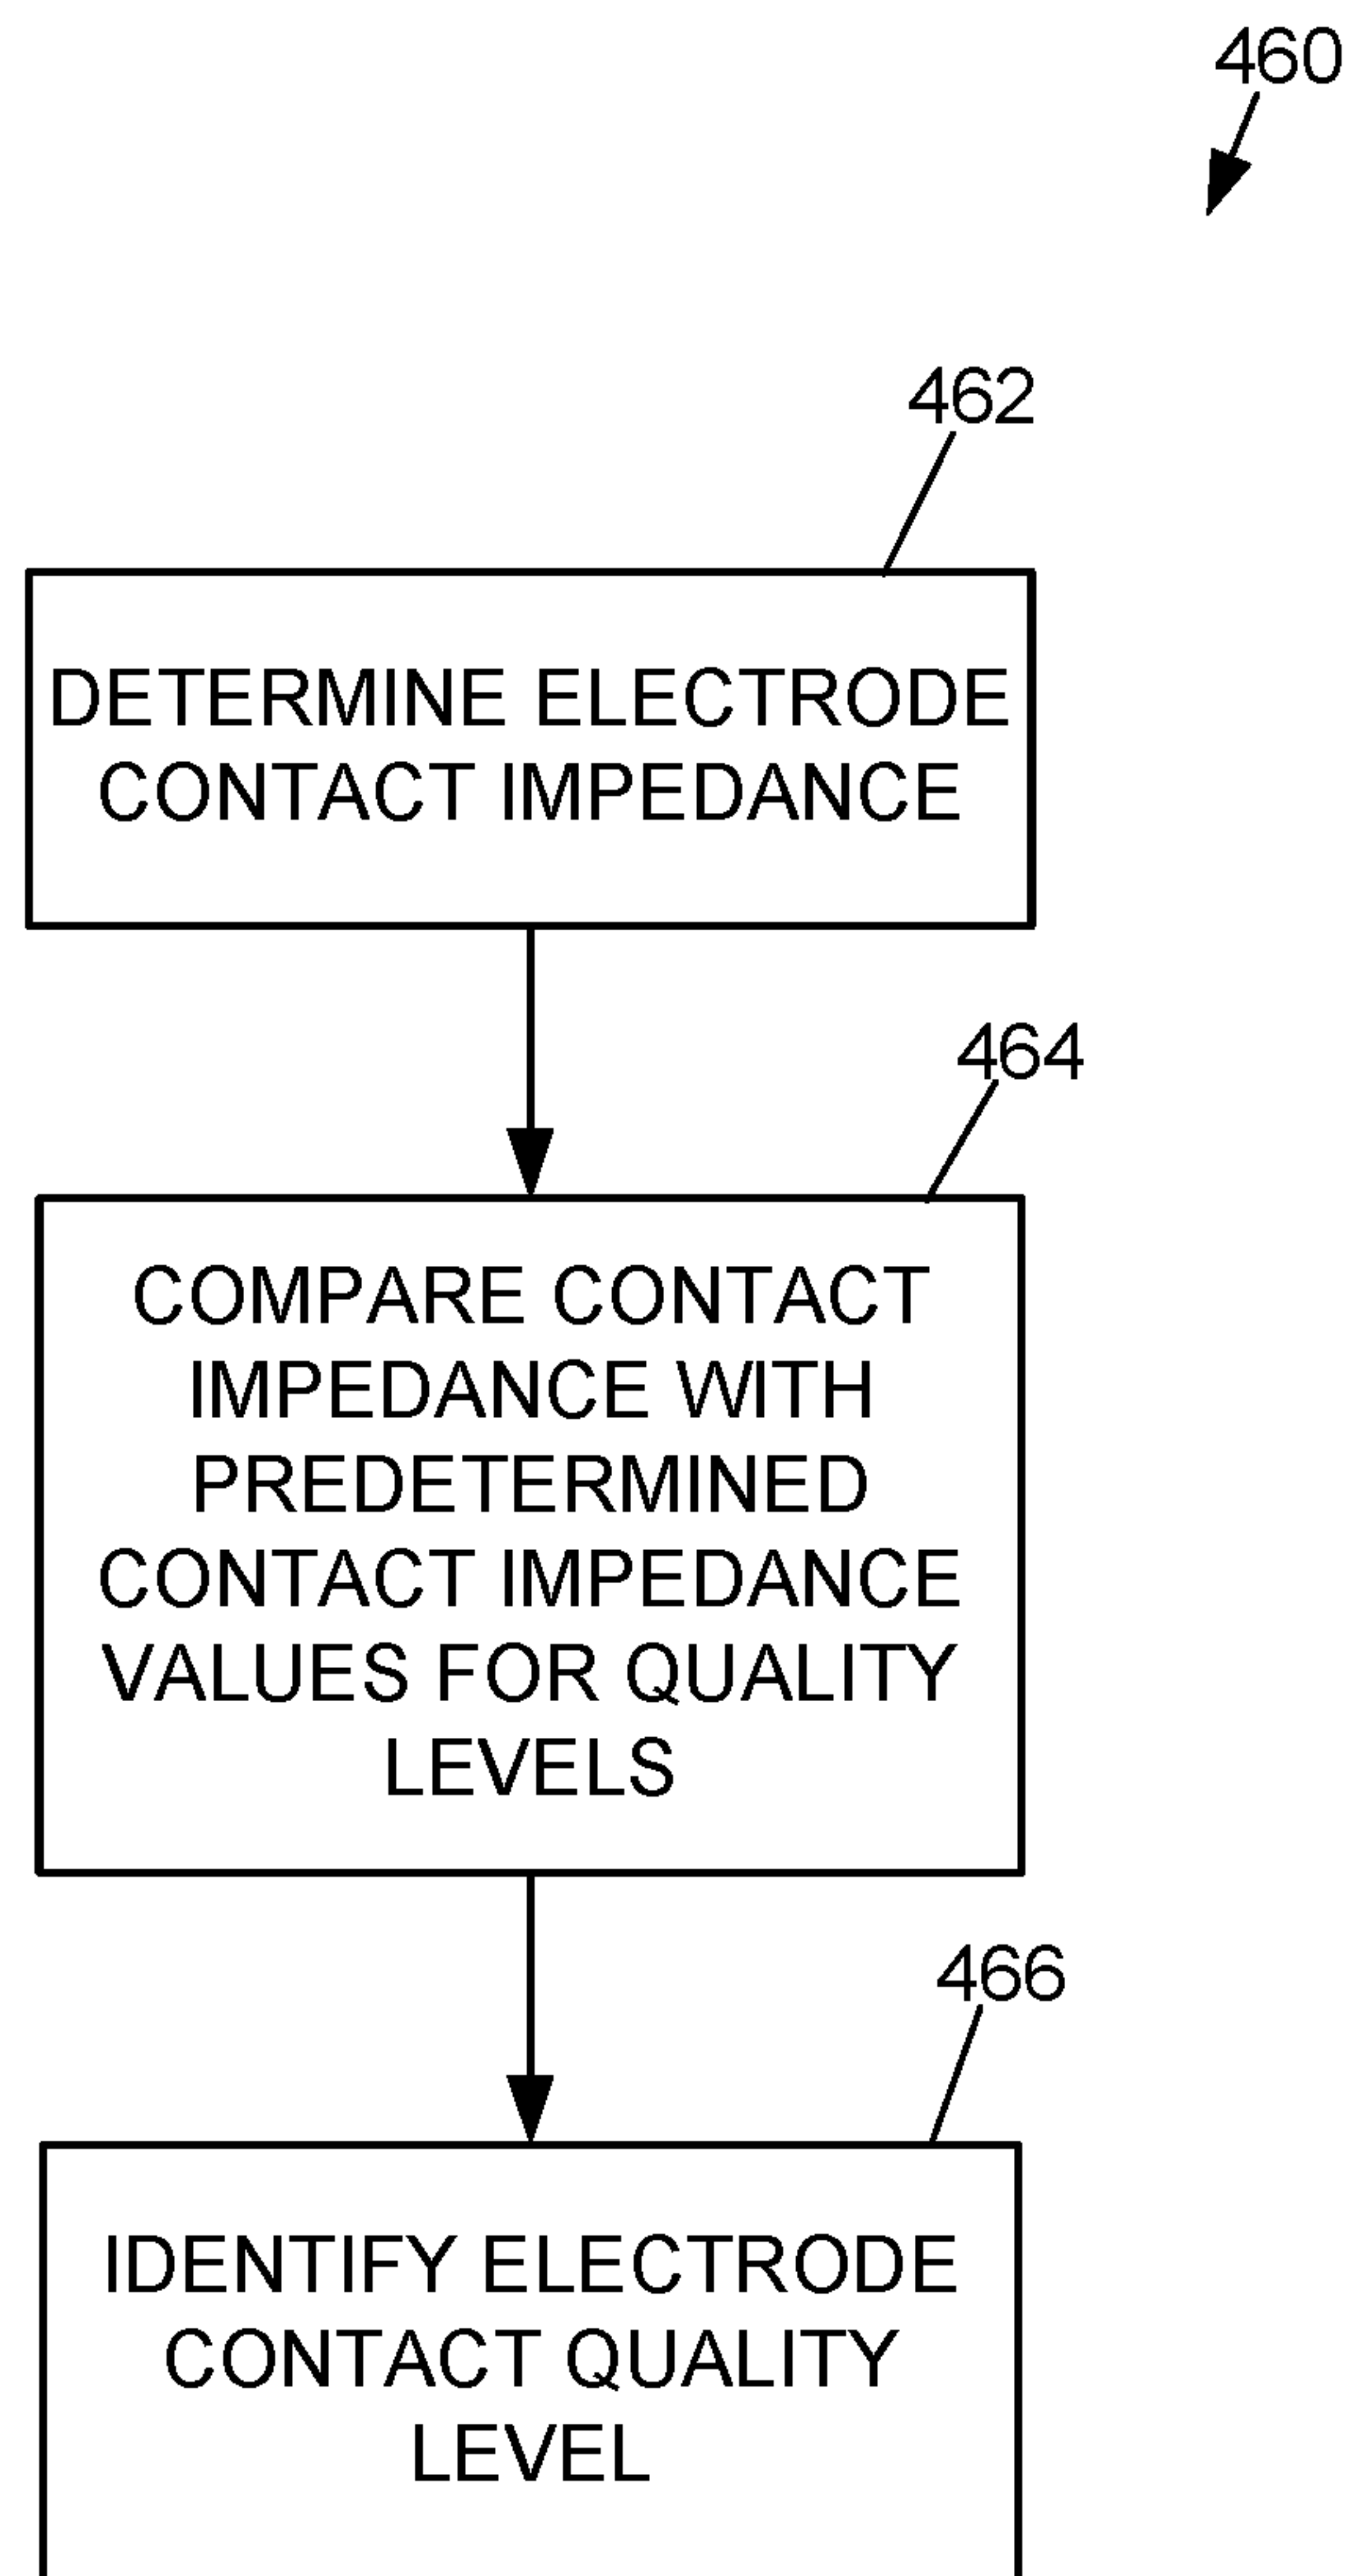 460
462
DETERMINE ELECTRODE
CONTACT IMPEDANCE
464
COMPARE CONTACT
IMPEDANCE WITH
PREDETERMINED
CONTACT IMPEDANCE
VALUES FOR QUALITY
LEVELS
466
IDENTIFY ELECTRODE
CONTACT QUALITY
LEVEL